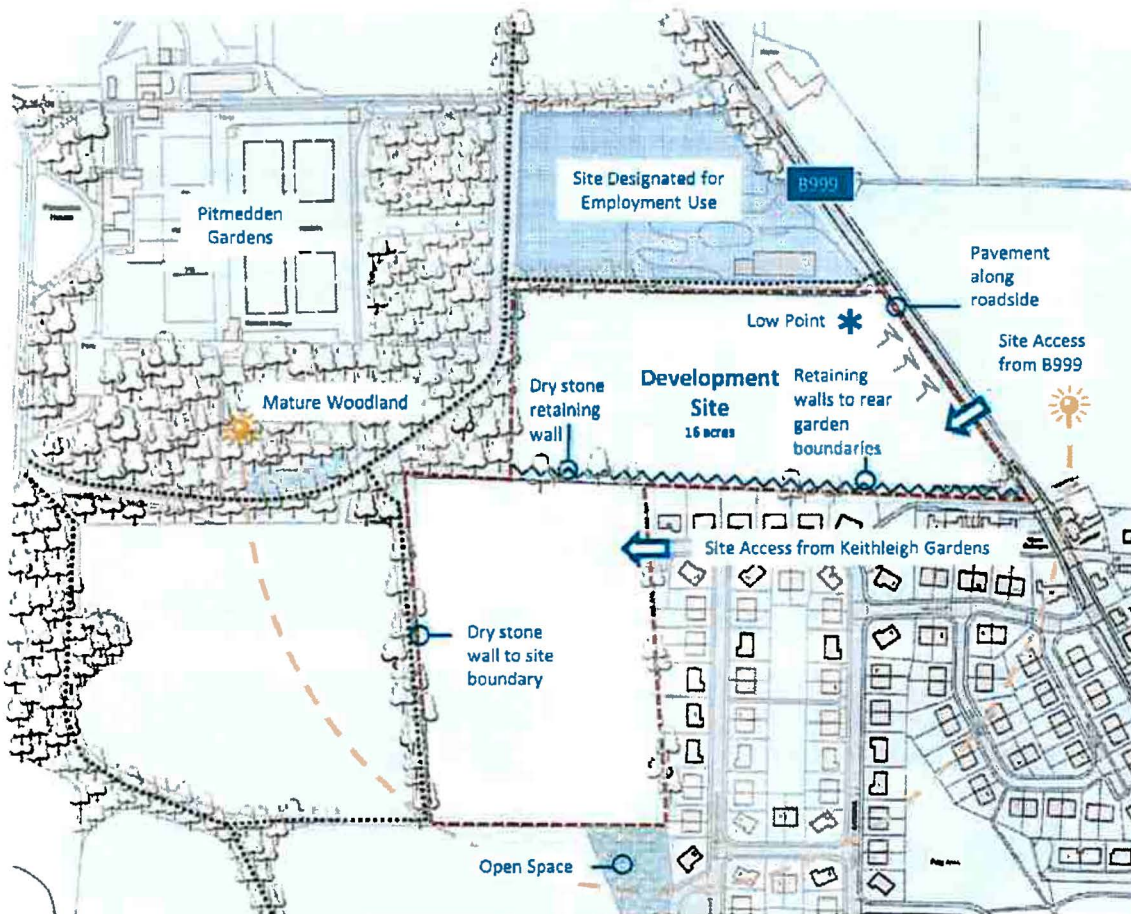 Site Designated for
Employment Use
B999
Pitmedden
Gardens
Pavement
along
roadside
Low Point
Site Access
from B999
Development
Site
16 acres
Retaining
walls to rear
garden
boundaries
Dry stone
retaining
wall
Mature Woodland
Site Access from Keithleigh Gardens
Dry stone
wall to site
boundary
Open Space